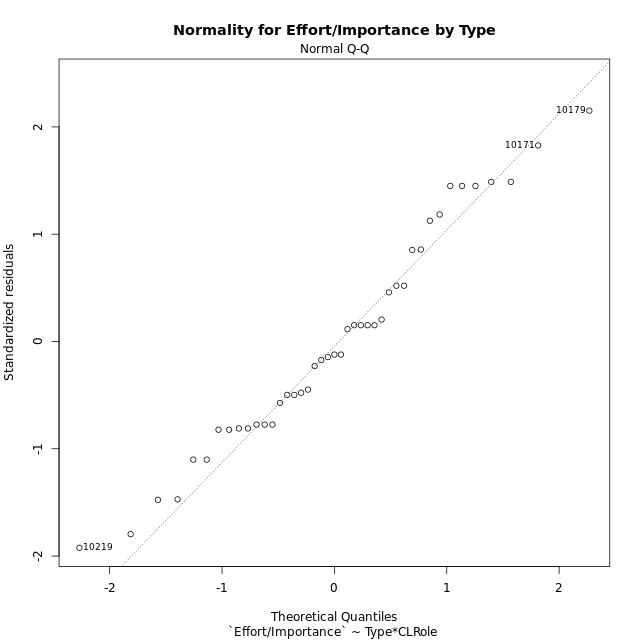 Normality for Effort/Importance by Type
Normal Q-Q
10179
10171
10219
Standardized residuals
2
1
0
-1
-2
-2 -1 0 1 2
Theoretical Quantiles
`Effort/Importance` ~ Type*CLRole